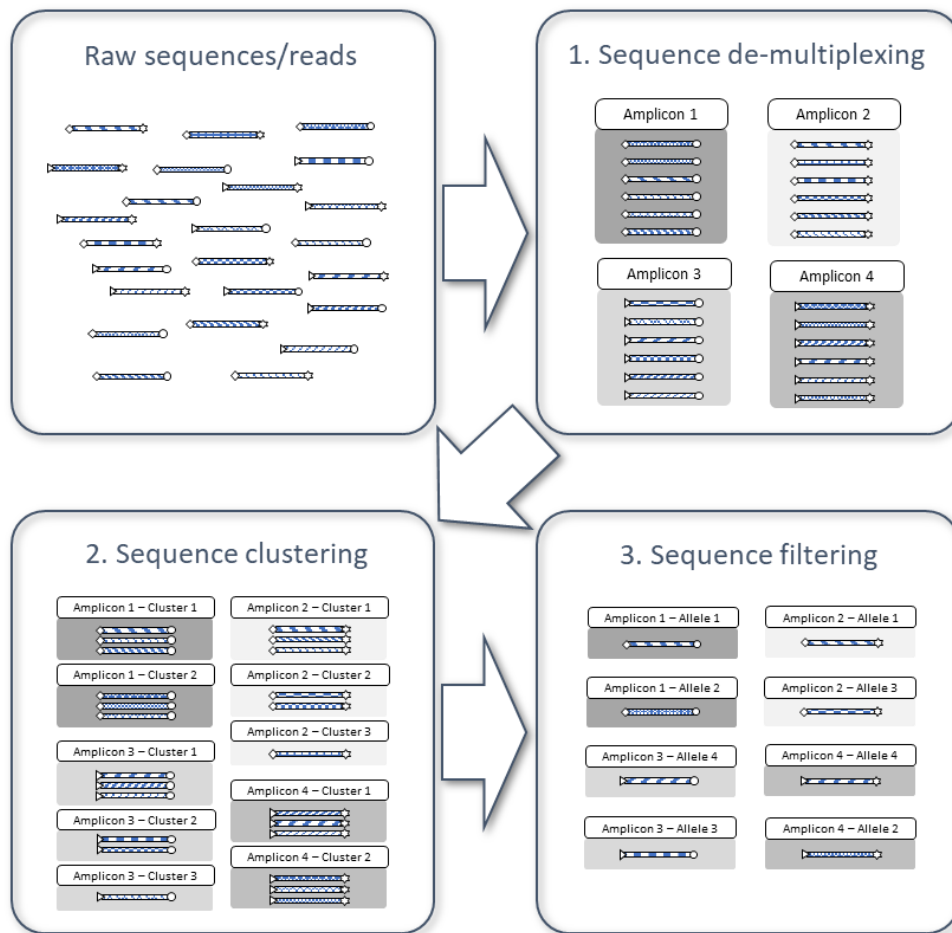 Raw sequences/reads
1. Sequence de-multiplexing
Amplicon 1
Amplicon 2
Amplicon 3
Amplicon 4
2. Sequence clustering
Amplicon 1 – Cluster 1
Amplicon 2 – Cluster 1
Amplicon 1 – Cluster 2
Amplicon 2 – Cluster 2
Amplicon 2 – Cluster 3
Amplicon 3 – Cluster 1
Amplicon 4 – Cluster 1
Amplicon 3 – Cluster 2
Amplicon 4 – Cluster 2
Amplicon 3 – Cluster 3
3. Sequence filtering
Amplicon 1 – Allele 1
Amplicon 2 – Allele 1
Amplicon 1 – Allele 2
Amplicon 2 – Allele 3
Amplicon 3 – Allele 4
Amplicon 4 – Allele 4
Amplicon 3 – Allele 3
Amplicon 4 – Allele 2